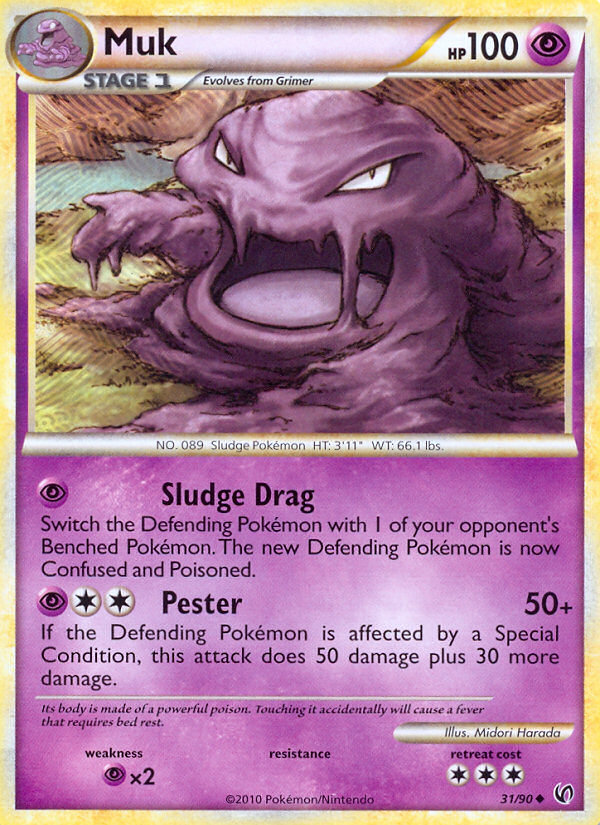 Muk
HP100
STAGE 1
Evolves from Grimer
NO. 089 Sludge Pokémon HT: 3'11" WT: 66.1 lbs.
Sludge Drag
Switch the Defending Pokémon with 1 of your opponent's
Benched Pokémon. The new Defending Pokémon is now
Confused and Poisoned.
Pester 50+
If the Defending Pokémon is affected by a Special
Condition, this attack does 50 damage plus 30 more
damage.
Its body is made of a powerful poison. Touching it accidentally will cause a fever
that requires bed rest.
Illus. Midori Harada
weakness resistance retreat cost
×2
©2010 Pokémon/Nintendo 31/90